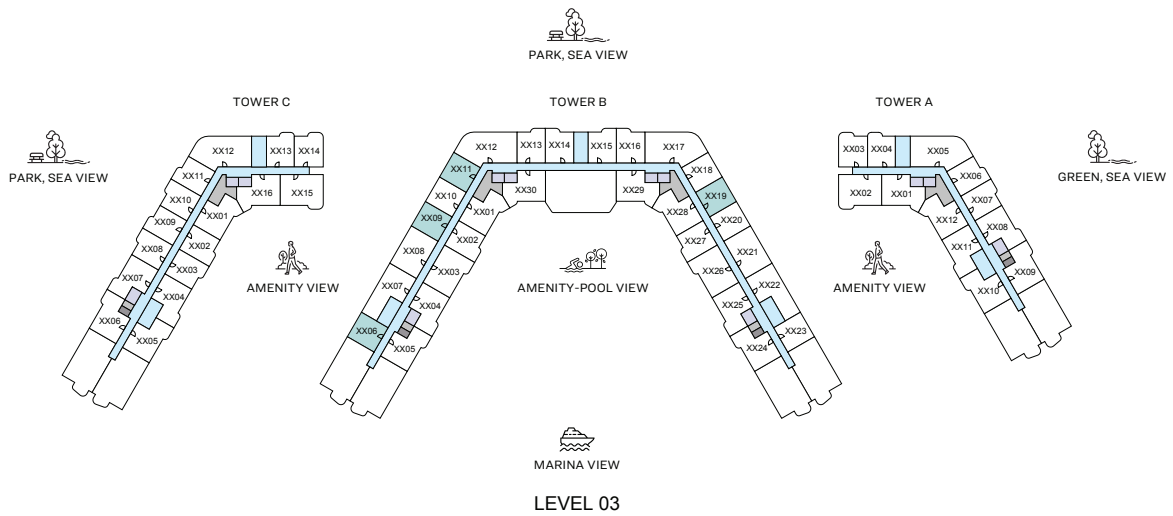 PARK, SEA VIEW
TOWER C
TOWER B
TOWER A
PARK, SEA VIEW
GREEN, SEA VIEW
XX12
XX13
XX14
XX11
XX16
XX15
XX10
XX01
XX09
XX02
XX08
XX03
XX07
XX04
XX06
XX05
XX12
XX13
XX14
XX15
XX16
XX17
XX11
XX18
XX10
XX30
XX29
XX19
XX09
XX01
XX28
XX20
XX08
XX02
XX27
XX21
XX07
XX03
XX26
XX22
XX06
XX04
XX25
XX23
XX05
XX24
XX03
XX04
XX05
XX02
XX01
XX06
XX12
XX07
XX11
XX08
XX10
XX09
AMENITY VIEW
AMENITY-POOL VIEW
AMENITY VIEW
MARINA VIEW
LEVEL 03